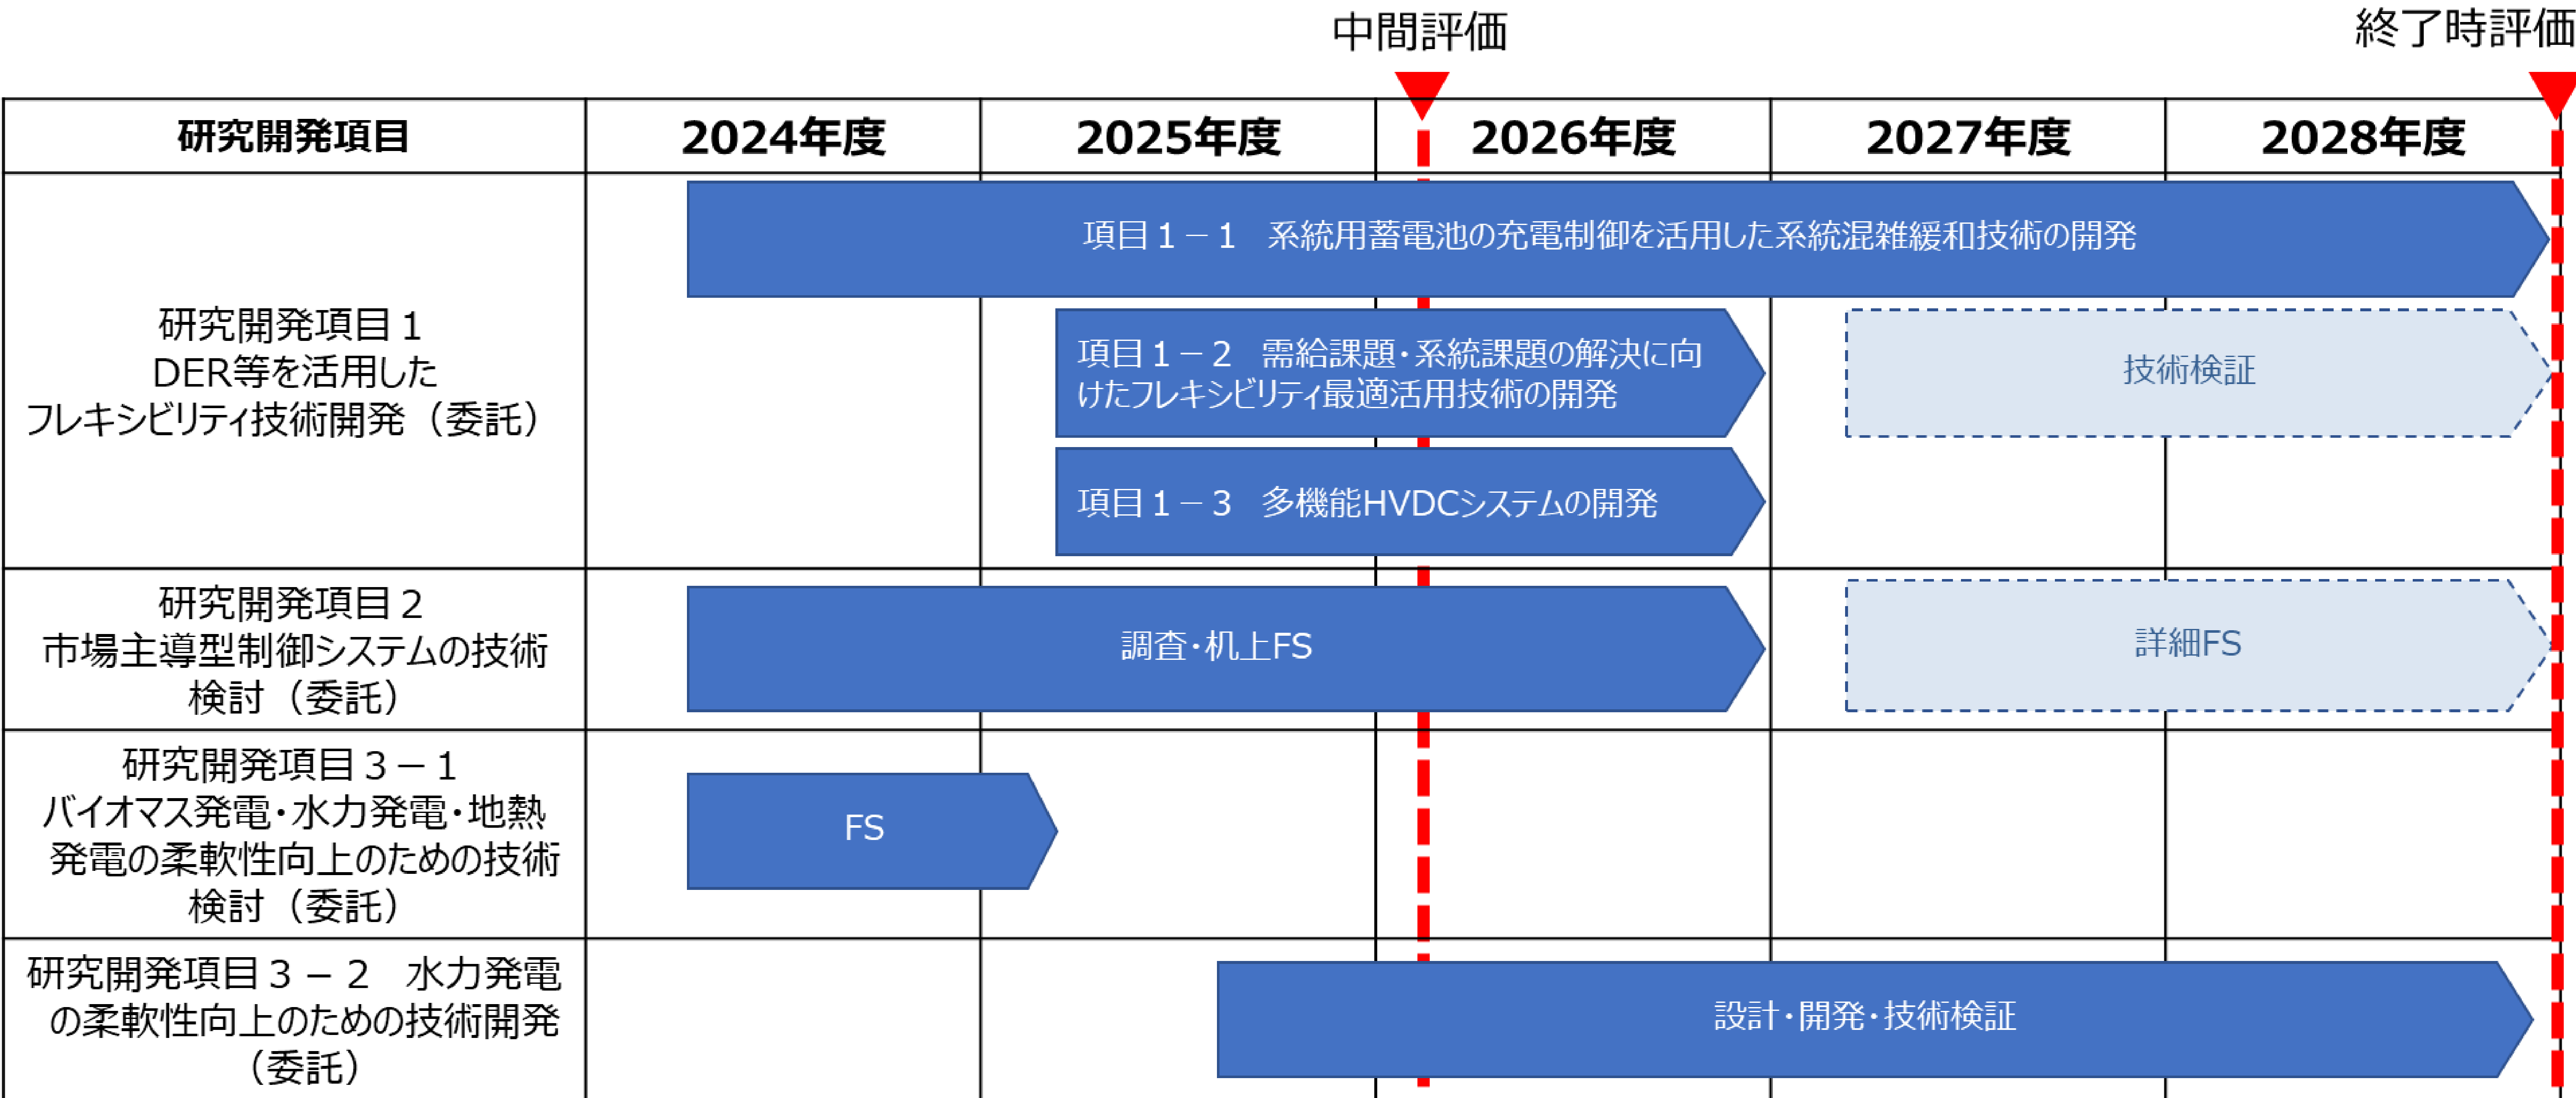 中間評価
終了時評価
研究開発項目
2024年度
2025年度
2026年度
2027年度
2028年度
研究開発項目１
DER等を活用した
フレキシビリティ技術開発（委託）
項目１－１　系統用蓄電池の充電制御を活用した系統混雑緩和技術の開発
項目１－２　需給課題・系統課題の解決に向
けたフレキシビリティ最適活用技術の開発
技術検証
項目１－３　多機能HVDCシステムの開発
研究開発項目２
市場主導型制御システムの技術
検討（委託）
調査・机上FS
詳細FS
研究開発項目３－１
バイオマス発電・水力発電・地熱
発電の柔軟性向上のための技術
検討（委託）
FS
研究開発項目３－２　水力発電
の柔軟性向上のための技術開発
（委託）
設計・開発・技術検証